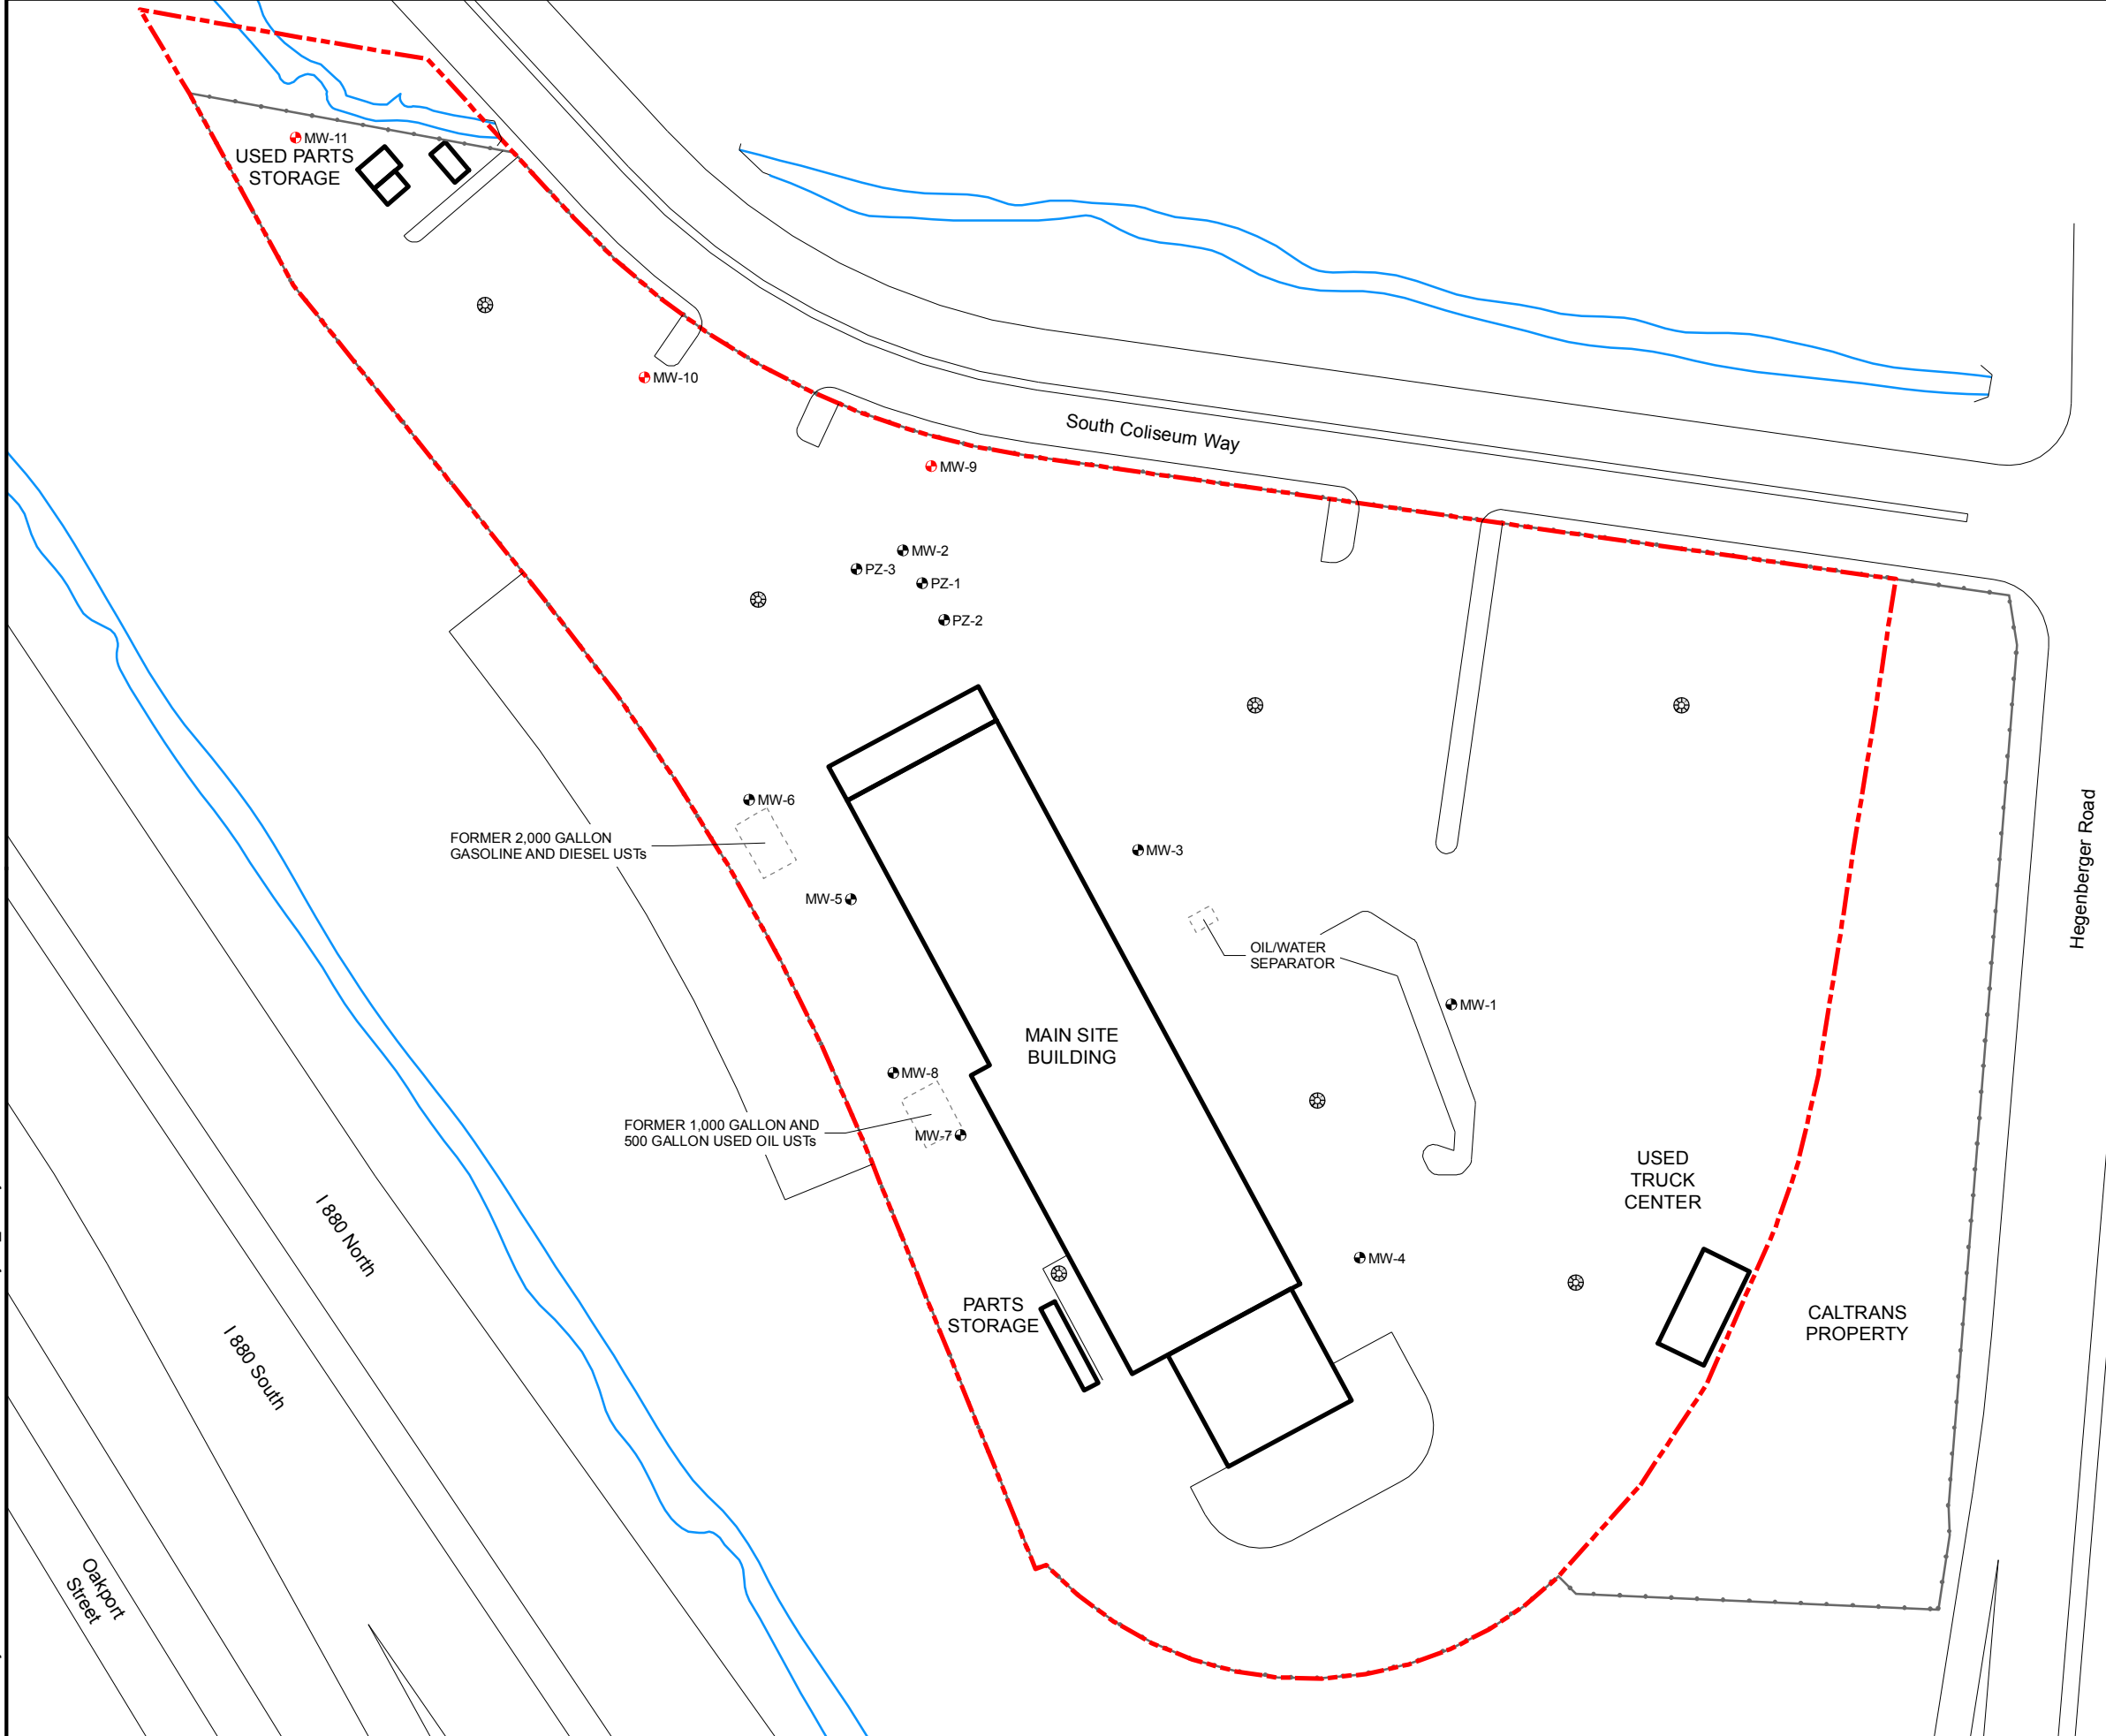 MW-11
USED PARTS
STORAGE
MW-10
South Coliseum Way
MW-9
MW-2
PZ-3
PZ-1
PZ-2
MW-6
FORMER 2,000 GALLON
GASOLINE AND DIESEL USTs
MW-3
MW-5
Hegenberger Road
OIL/WATER
SEPARATOR
MW-1
MAIN SITE
BUILDING
MW-8
FORMER 1,000 GALLON AND
500 GALLON USED OIL USTs
MW-7
USED
TRUCK
CENTER
I 880 North
MW-4
PARTS
STORAGE
CALTRANS
PROPERTY
I 880 South
Oakport
Street